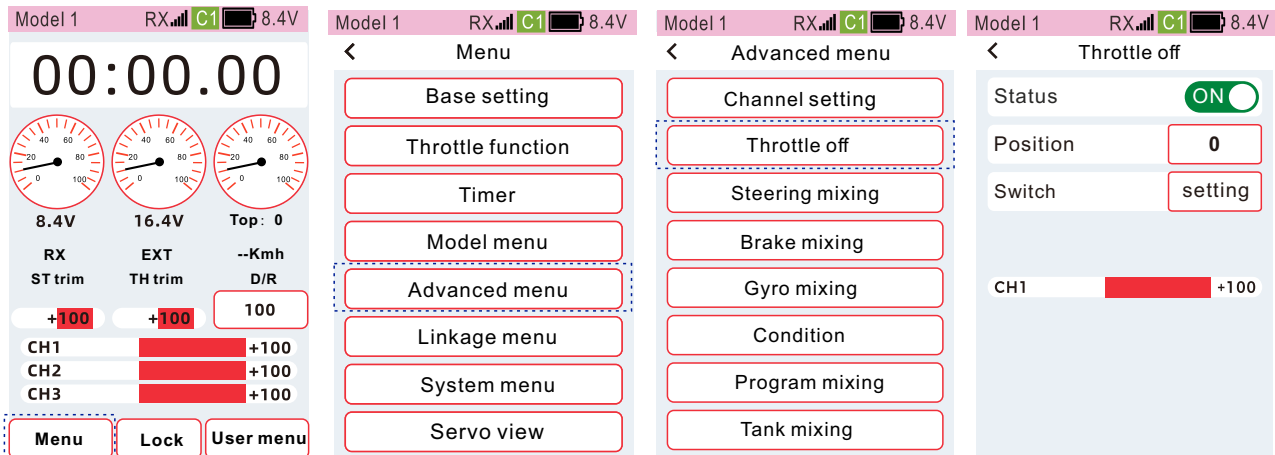 Model 1 RX C1 8.4V
00:00.00
40 60
20 80
0 100
40 60
20 80
0 100
40 60
20 80
0 100
8.4V 16.4V Top: 0
RX EXT --Kmh
ST trim TH trim D/R
+100 +100 100
CH1 +100
CH2 +100
CH3 +100
Menu Lock User menu
Model 1 RX C1 8.4V
< Menu
Base setting
Throttle function
Timer
Model menu
Advanced menu
Linkage menu
System menu
Servo view
Model 1 RX C1 8.4V
< Advanced menu
Channel setting
Throttle off
Steering mixing
Brake mixing
Gyro mixing
Condition
Program mixing
Tank mixing
Model 1 RX C1 8.4V
< Throttle off
Status ON
Position 0
Switch setting
CH1 +100